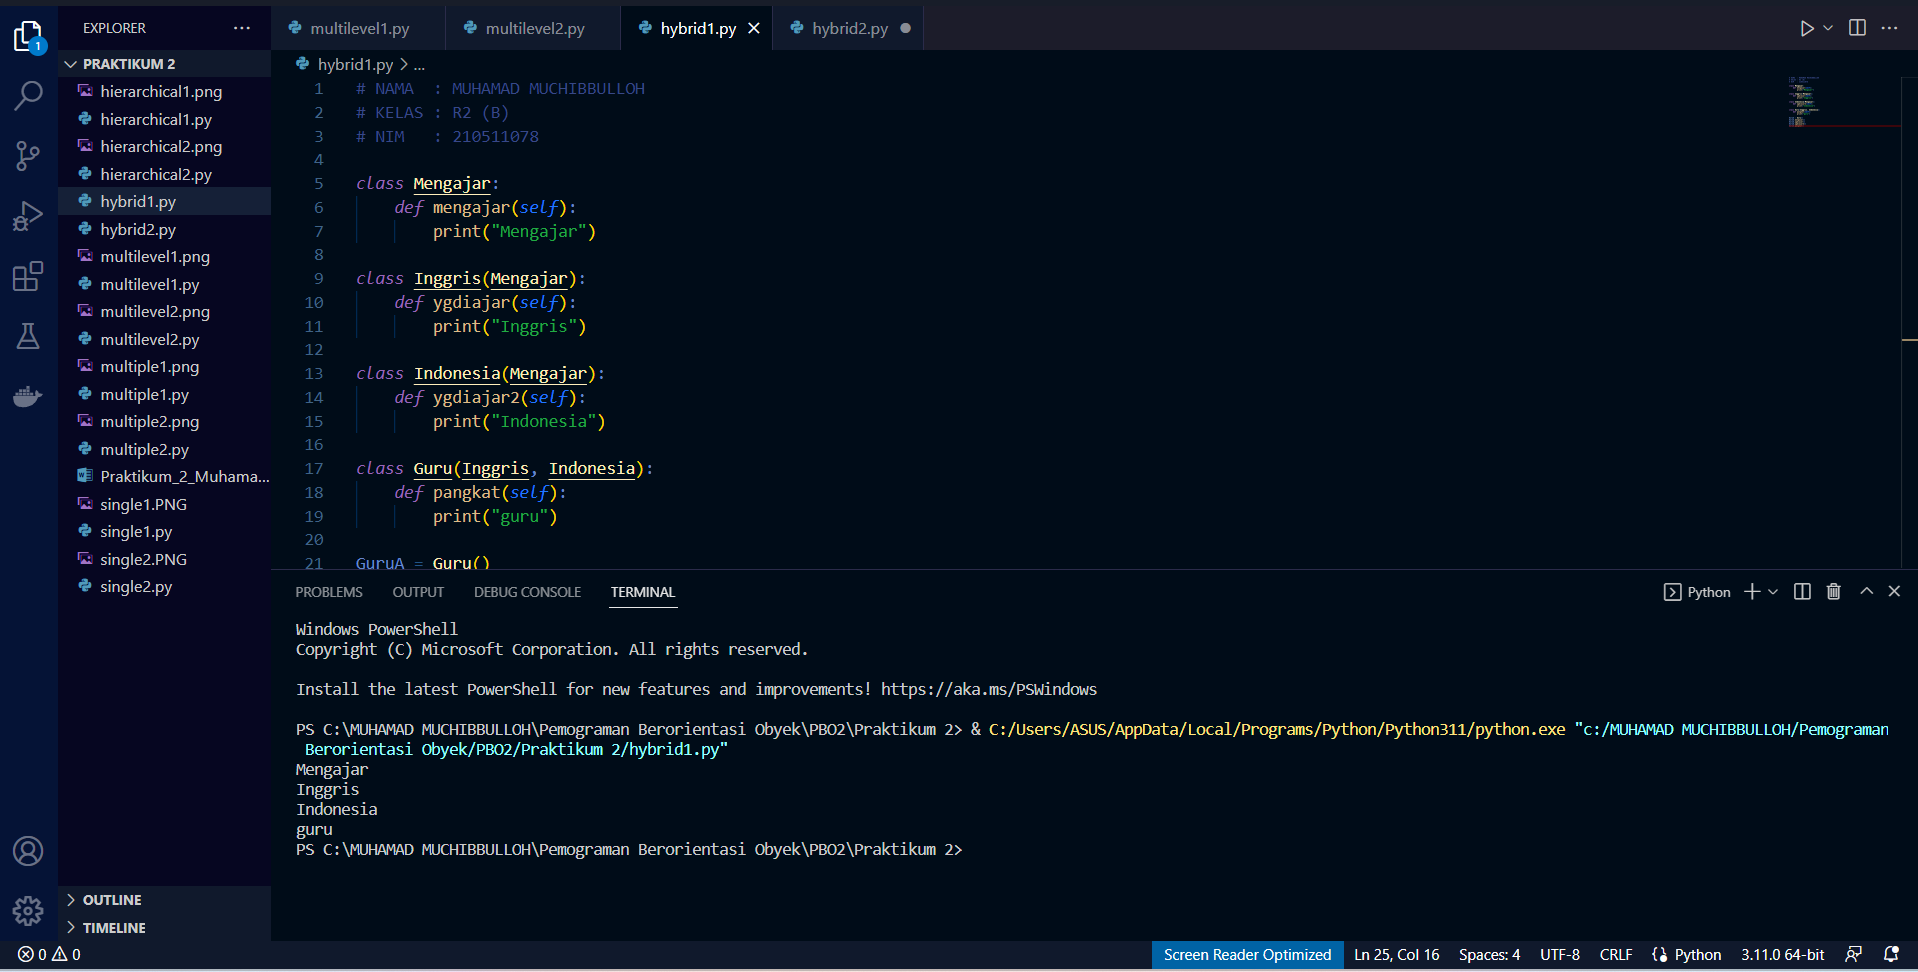 EXPLORER
PRAKTIKUM 2
hierarchical1.png
hierarchical1.py
hierarchical2.png
hierarchical2.py
hybrid1.py
hybrid2.py
multilevel1.png
multilevel1.py
multilevel2.png
multilevel2.py
multiple1.png
multiple1.py
multiple2.png
multiple2.py
Praktikum_2_Muhama...
single1.PNG
single1.py
single2.PNG
single2.py
OUTLINE
TIMELINE
1
multilevel1.py multilevel2.py hybrid1.py hybrid2.py
hybrid1.py > ...
1 # NAMA  : MUHAMAD MUCHIBBULLOH
2 # KELAS : R2 (B)
3 # NIM   : 210511078
4
5 class Mengajar:
6     def mengajar(self):
7         print("Mengajar")
8
9 class Inggris(Mengajar):
10     def ygdiajar(self):
11         print("Inggris")
12
13 class Indonesia(Mengajar):
14     def ygdiajar2(self):
15         print("Indonesia")
16
17 class Guru(Inggris, Indonesia):
18     def pangkat(self):
19         print("guru")
20
21 GuruA = Guru()
PROBLEMS OUTPUT DEBUG CONSOLE TERMINAL Python
Windows PowerShell
Copyright (C) Microsoft Corporation. All rights reserved.
Install the latest PowerShell for new features and improvements! https://aka.ms/PSWindows
PS C:\MUHAMAD MUCHIBBULLOH\Pemograman Berorientasi Obyek\PBO2\Praktikum 2> & C:/Users/ASUS/AppData/Local/Programs/Python/Python311/python.exe "c:/MUHAMAD MUCHIBBULLOH/Pemograman
 Berorientasi Obyek/PBO2/Praktikum 2/hybrid1.py"
Mengajar
Inggris
Indonesia
guru
PS C:\MUHAMAD MUCHIBBULLOH\Pemograman Berorientasi Obyek\PBO2\Praktikum 2>
0 0 Screen Reader Optimized Ln 25, Col 16 Spaces: 4 UTF-8 CRLF Python 3.11.0 64-bit